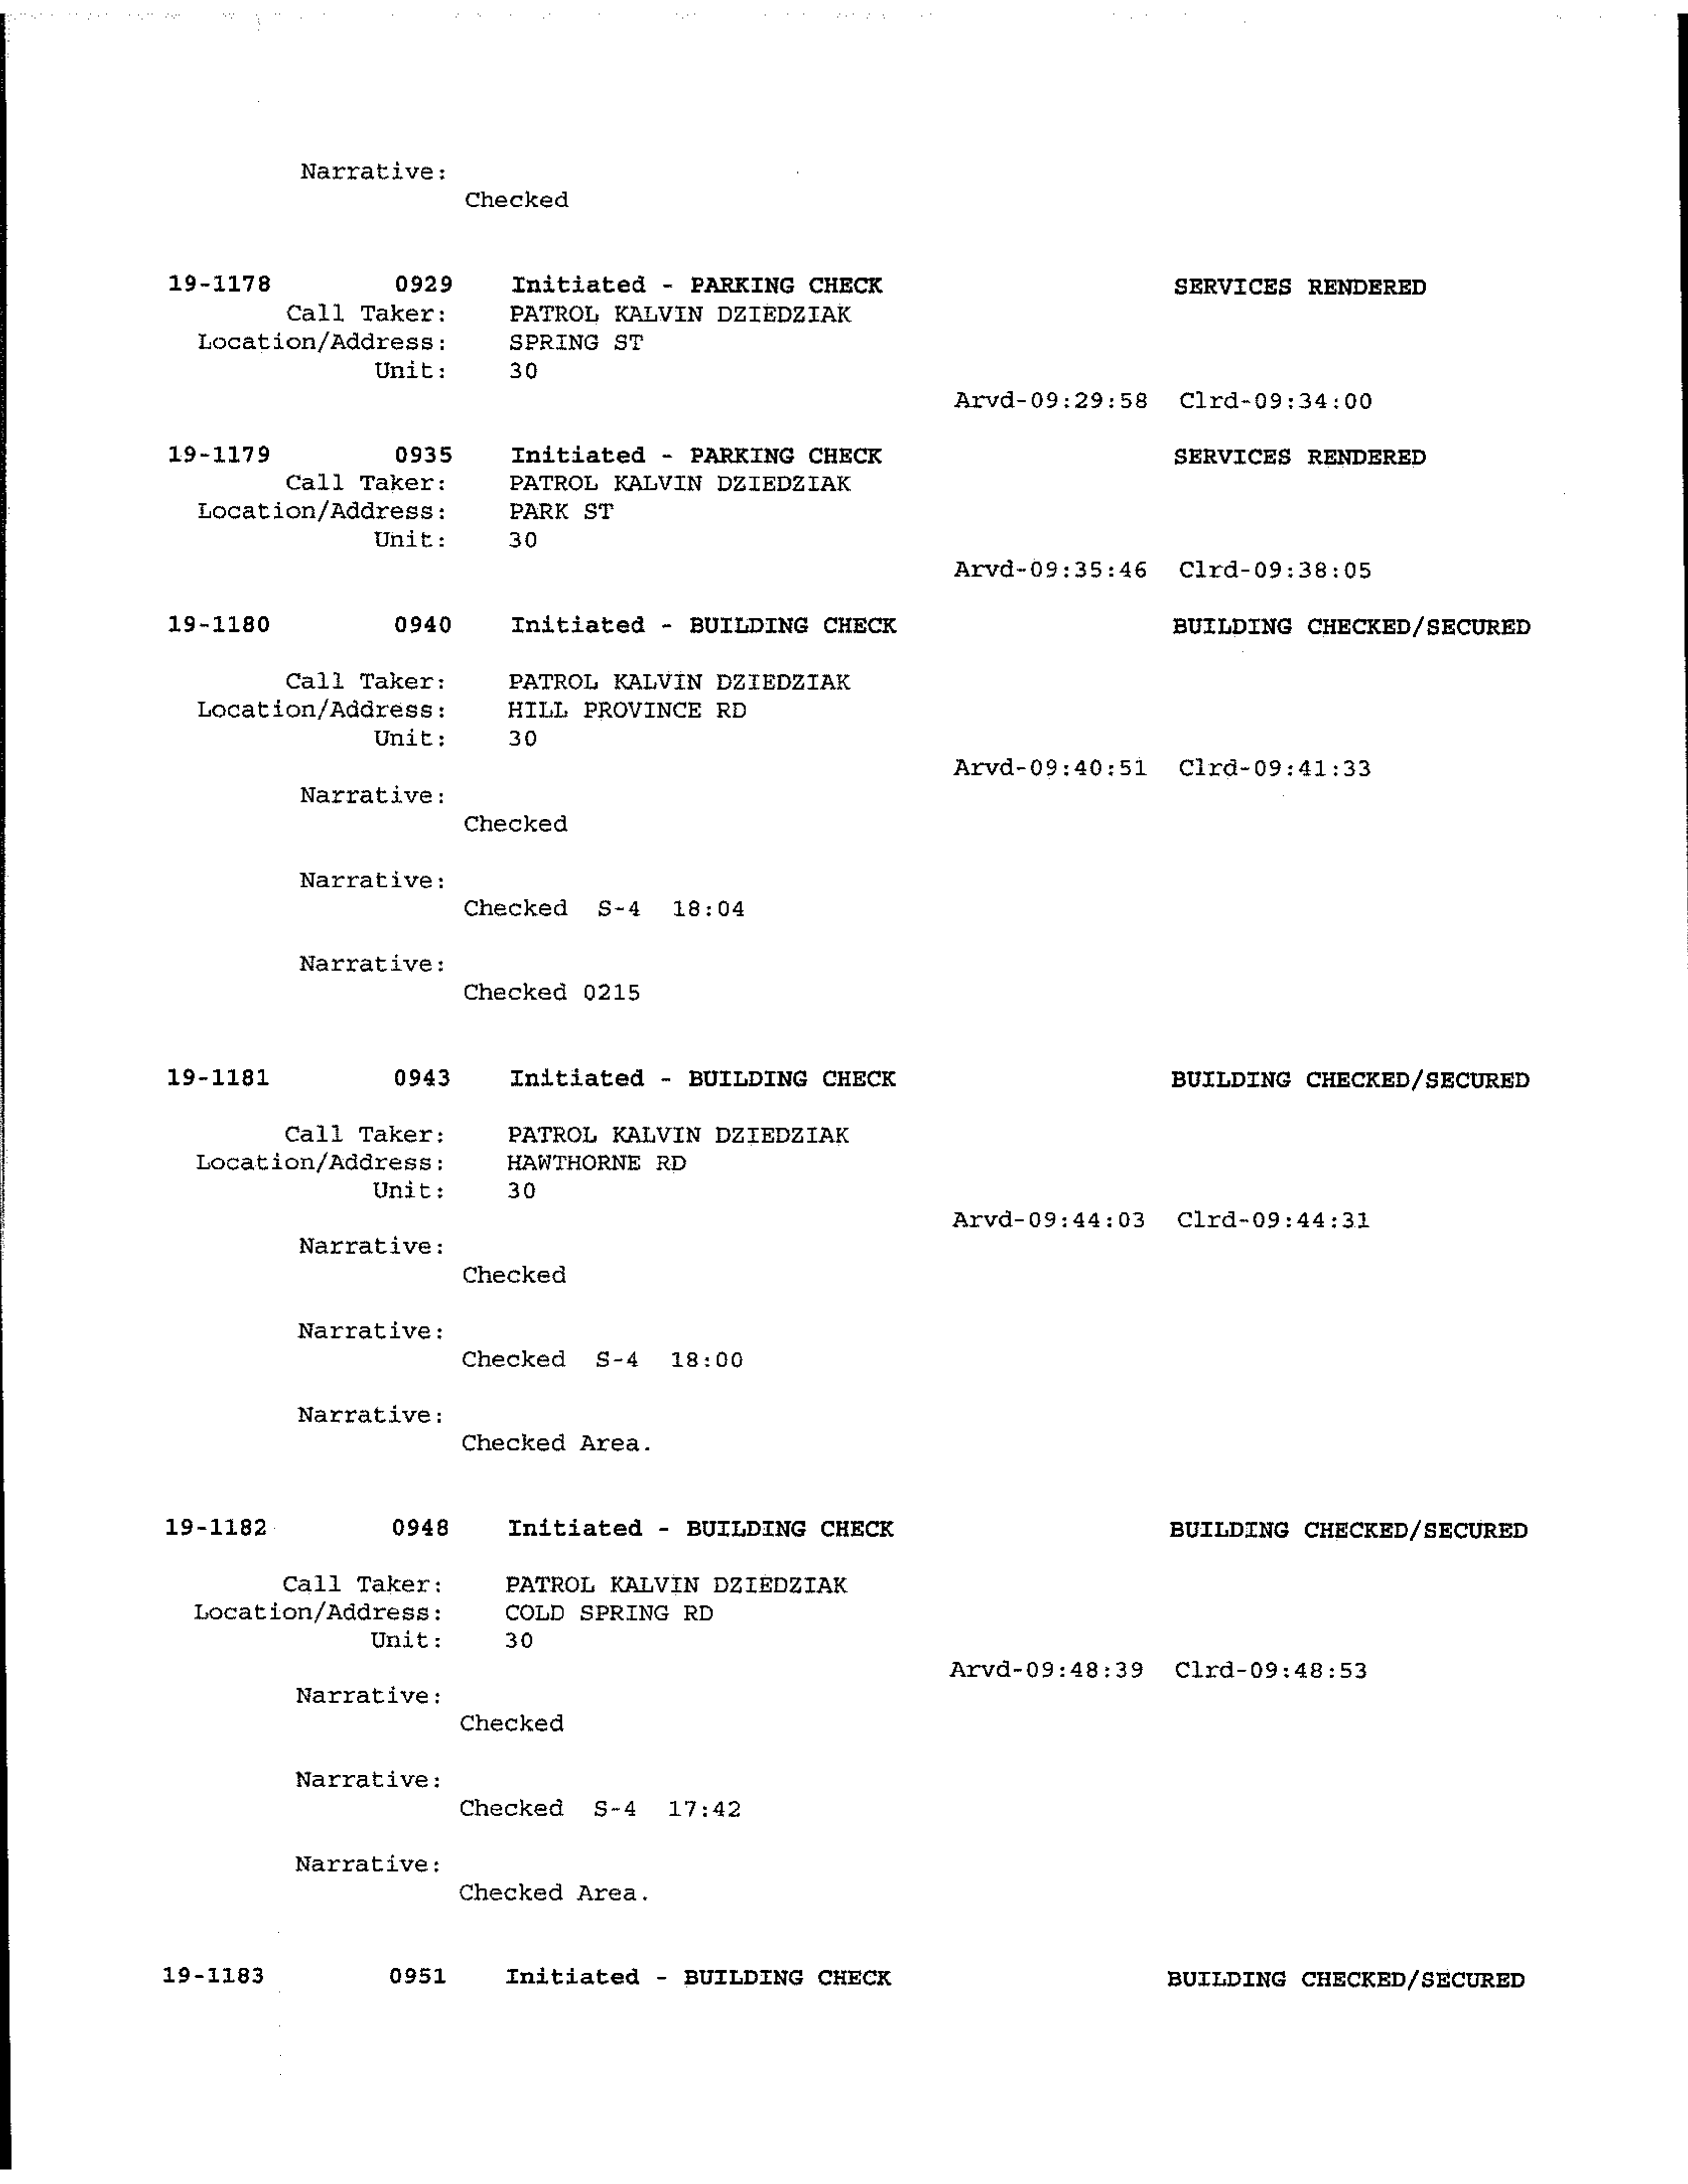 Narrative:
Checked
19-1178 0929 Initiated - PARKING CHECK SERVICES RENDERED
Call Taker: PATROL KALVIN DZIEDZIAK
Location/Address: SPRING ST
Unit: 30
Arvd-09:29:58 Clrd-09:34:00
19-1179 0935 Initiated - PARKING CHECK SERVICES RENDERED
Call Taker: PATROL KALVIN DZIEDZIAK
Location/Address: PARK ST
Unit: 30
Arvd-09:35:46 Clrd-09:38:05
19-1180 0940 Initiated - BUILDING CHECK BUILDING CHECKED/SECURED
Call Taker: PATROL KALVIN DZIEDZIAK
Location/Address: HILL PROVINCE RD
Unit: 30
Arvd-09:40:51 Clrd-09:41:33
Narrative:
Checked
Narrative:
Checked S-4 18:04
Narrative:
Checked 0215
19-1181 0943 Initiated - BUILDING CHECK BUILDING CHECKED/SECURED
Call Taker: PATROL KALVIN DZIEDZIAK
Location/Address: HAWTHORNE RD
Unit: 30
Arvd-09:44:03 Clrd-09:44:31
Narrative:
Checked
Narrative:
Checked S-4 18:00
Narrative:
Checked Area.
19-1182 0948 Initiated - BUILDING CHECK BUILDING CHECKED/SECURED
Call Taker: PATROL KALVIN DZIEDZIAK
Location/Address: COLD SPRING RD
Unit: 30
Arvd-09:48:39 Clrd-09:48:53
Narrative:
Checked
Narrative:
Checked S-4 17:42
Narrative:
Checked Area.
19-1183 0951 Initiated - BUILDING CHECK BUILDING CHECKED/SECURED